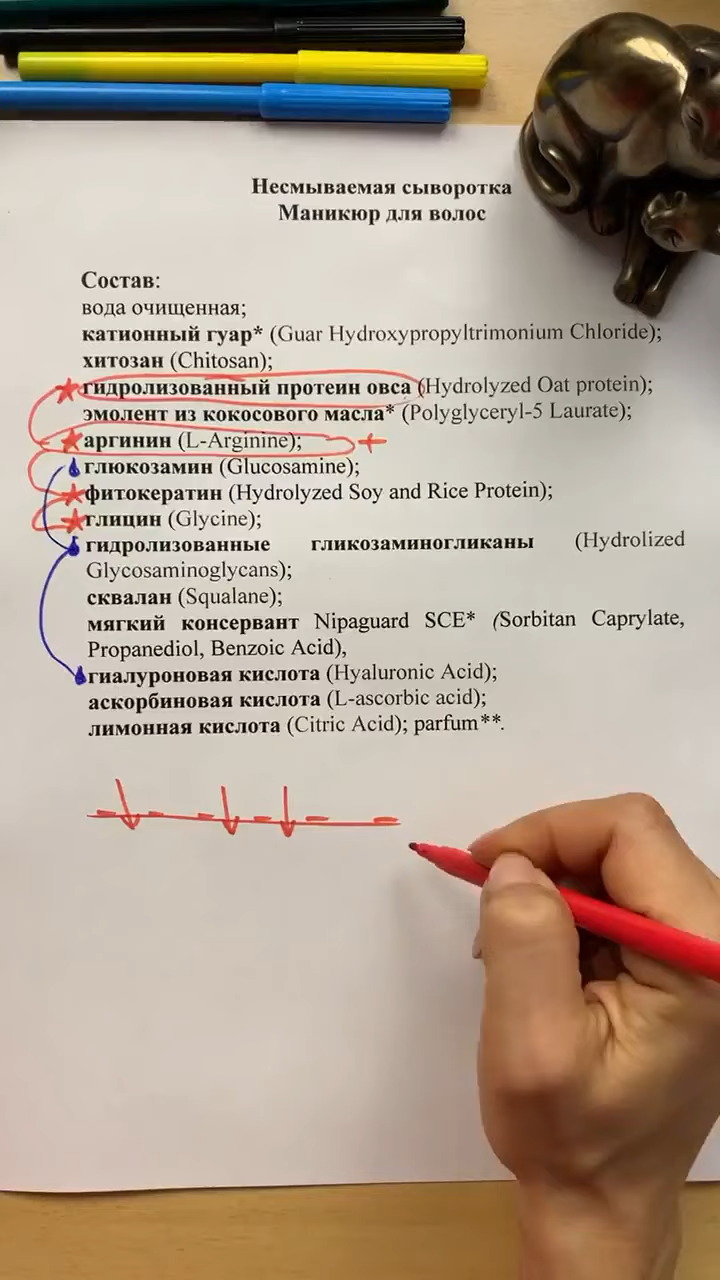 Несмываемая сыворотка
Маникюр для волос
Состав:
вода очищенная;
катионный гуар* (Guar Hydroxypropyltrimonium Chloride);
хитозан (Chitosan);
гидролизованный протеин овса (Hydrolyzed Oat protein);
эмолент из кокосового масла* (Polyglyceryl-5 Laurate);
аргинин (L-Arginine); +
глюкозамин (Glucosamine);
фитокератин (Hydrolyzed Soy and Rice Protein);
глицин (Glycine);
гидролизованные гликозаминогликаны (Hydrolized
Glycosaminoglycans);
сквалан (Squalane);
мягкий консервант Nipaguard SCE* (Sorbitan Caprylate,
Propanediol, Benzoic Acid),
гиалуроновая кислота (Hyaluronic Acid);
аскорбиновая кислота (L-ascorbic acid);
лимонная кислота (Citric Acid); parfum**.